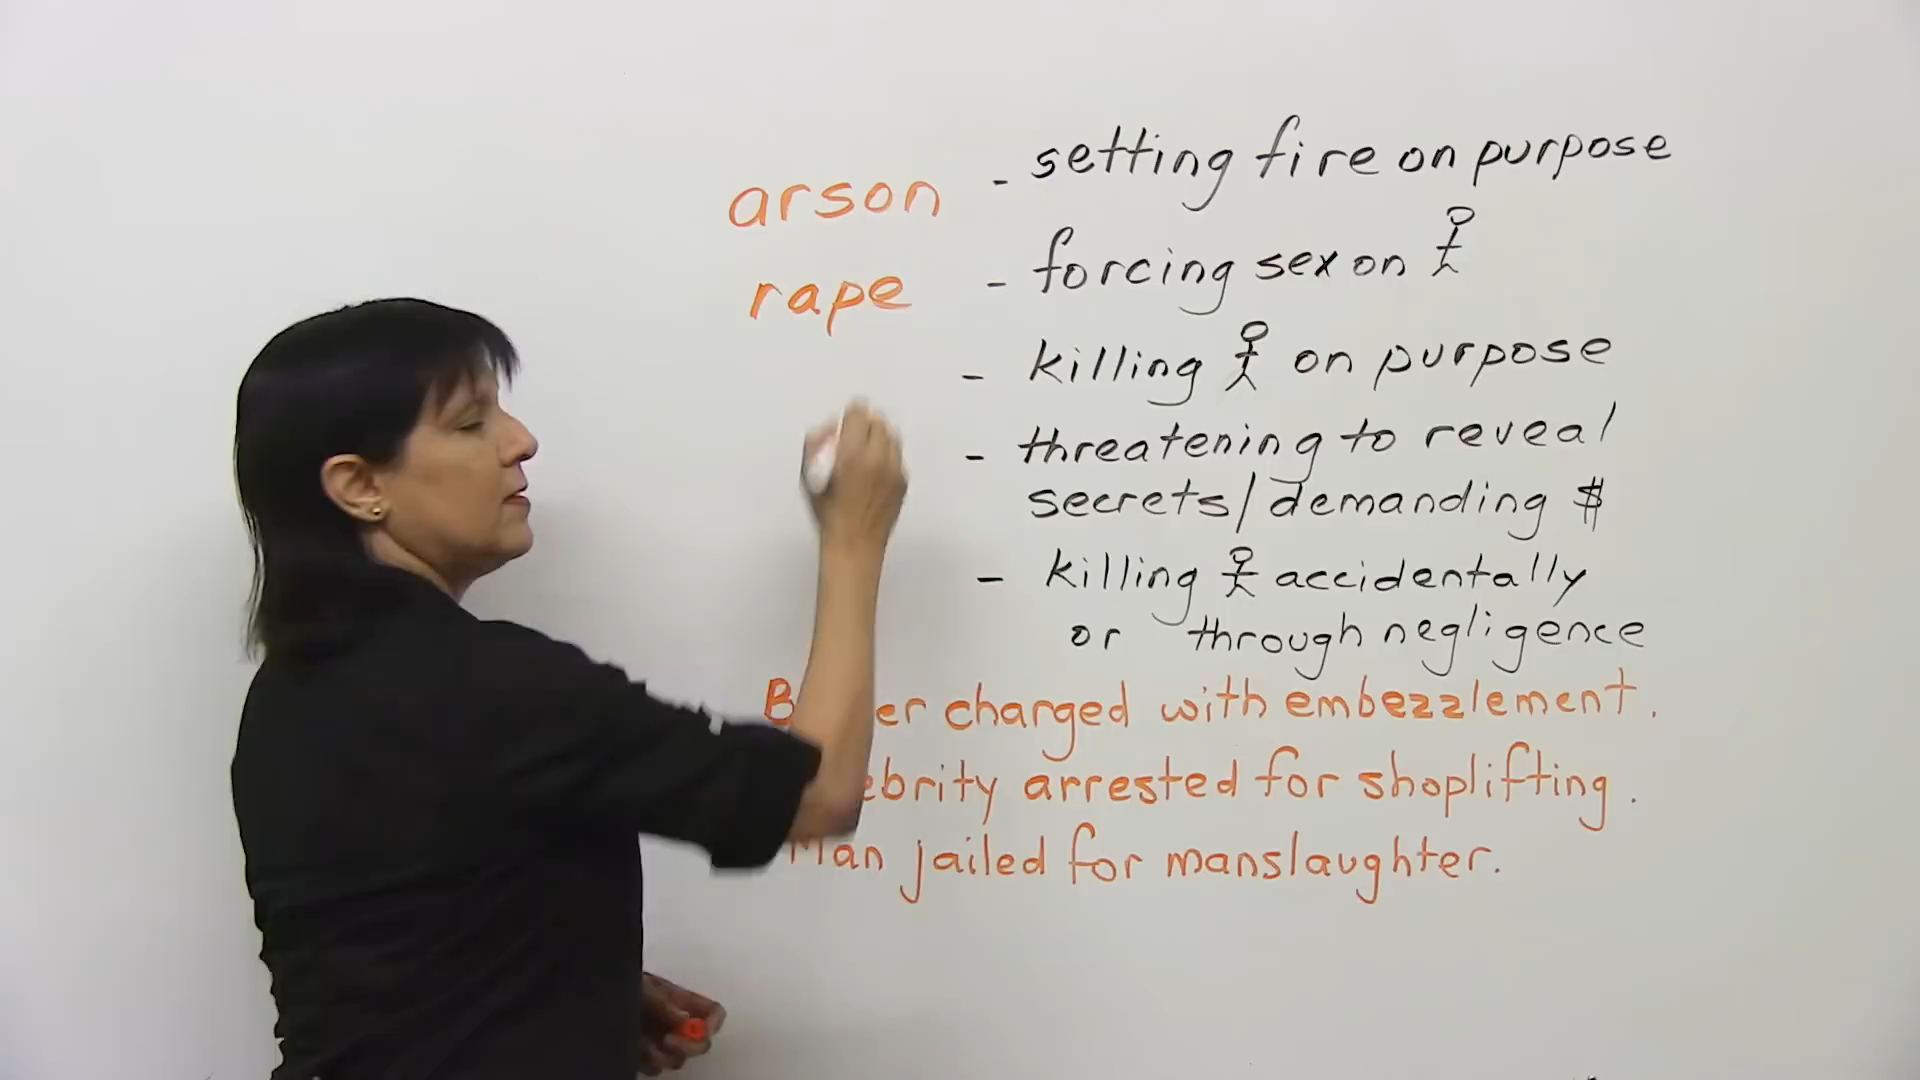 arson - setting fire on purpose
rape - forcing sex on
- killing on purpose
- threatening to reveal
secrets/demanding $
- killing accidentally
or through negligence
charged with embezzlement.
arrested for shoplifting.
Man jailed for manslaughter.